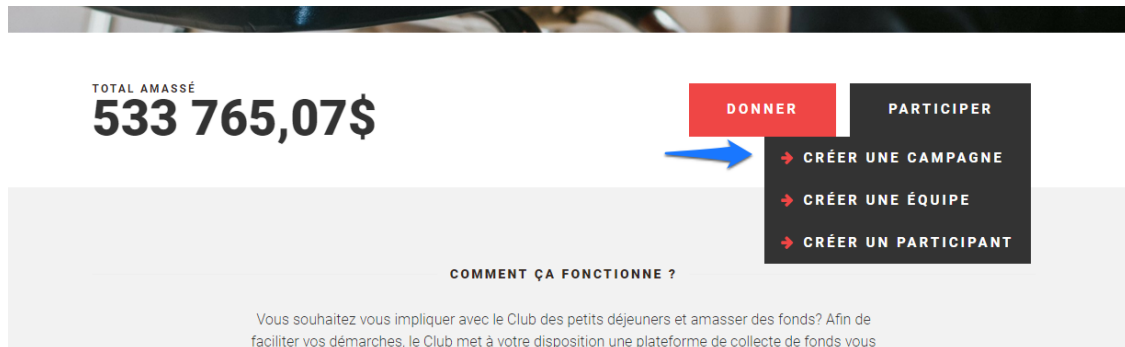 TOTAL AMASSÉ
533 765,07$
DONNER
PARTICIPER
CRÉER UNE CAMPAGNE
CRÉER UNE ÉQUIPE
CRÉER UN PARTICIPANT
COMMENT ÇA FONCTIONNE ?
Vous souhaitez vous impliquer avec le Club des petits déjeuners et amasser des fonds? Afin de
faciliter vos démarches, le Club met à votre disposition une plateforme de collecte de fonds vous